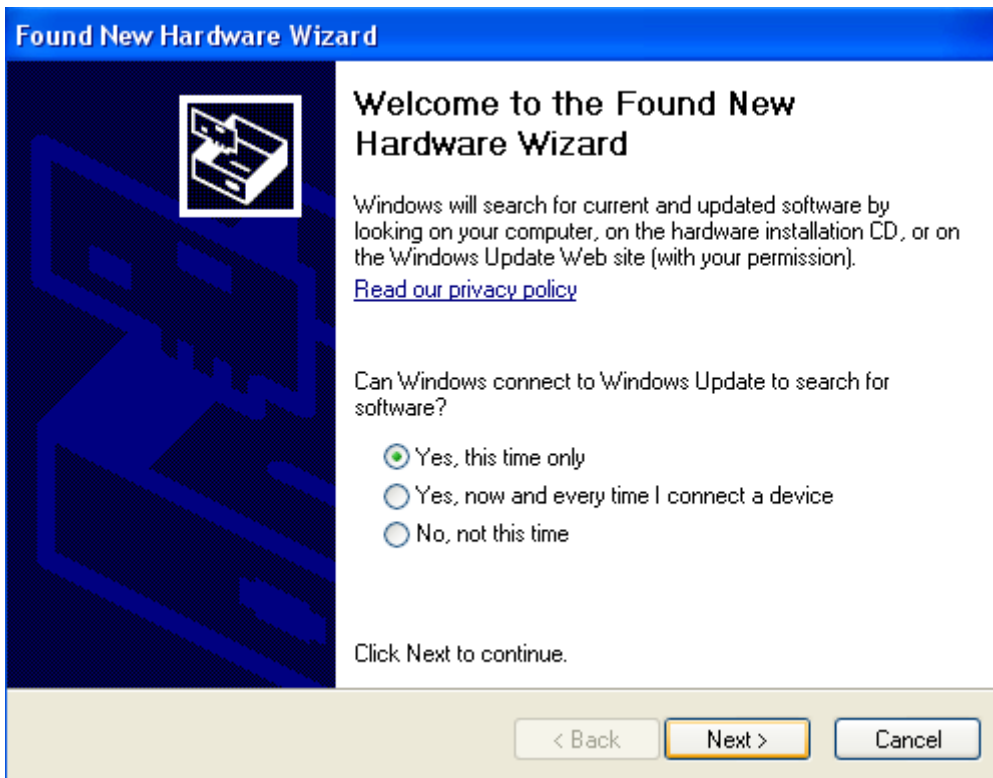 Found New Hardware Wizard
Welcome to the Found New
Hardware Wizard
Windows will search for current and updated software by
looking on your computer, on the hardware installation CD, or on
the Windows Update Web site (with your permission).
Read our privacy policy
Can Windows connect to Windows Update to search for
software?
Yes, this time only
Yes, now and every time I connect a device
No, not this time
Click Next to continue.
< Back
Next >
Cancel